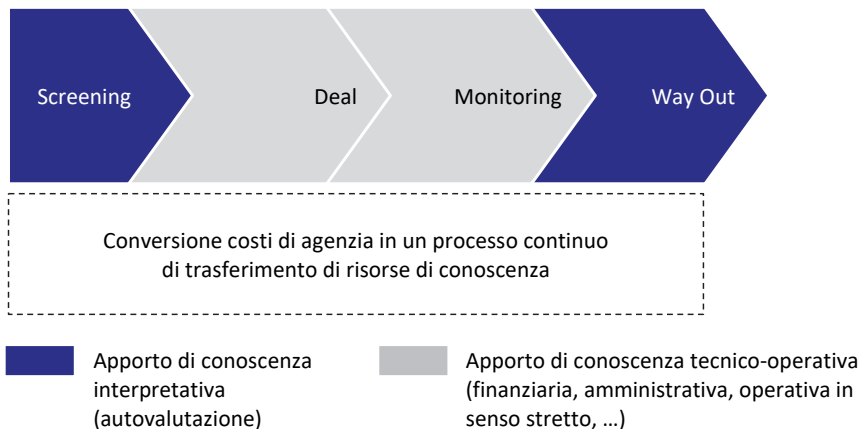 Screening
Deal
Monitoring
Way Out
Conversione costi di agenzia in un processo continuo
di trasferimento di risorse di conoscenza
Apporto di conoscenza
interpretativa
(autovalutazione)
Apporto di conoscenza tecnico-operativa
(finanziaria, amministrativa, operativa in
senso stretto, ...)